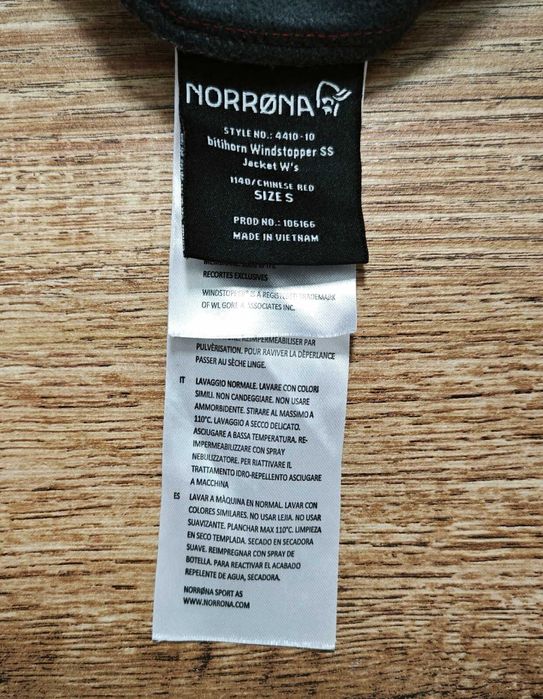 NORRØNA
STYLE NO.: 4410-10
bitihorn Windstopper SS
Jacket W's
1140/CHINESE RED
SIZE S
PROD NO.: 106166
MADE IN VIETNAM
RECORTES EXCLUSIVES
WINDSTOPPER® IS A REGISTERED TRADEMARK
OF WL GORE & ASSOCIATES INC.
REIMPERMEABILISER PAR
PULVÉRISATION. POUR RAVIVER LA DÉPERLANCE
PASSER AU SÈCHE LINGE.
IT LAVAGGIO NORMALE. LAVARE CON COLORI
SIMILI. NON CANDEGGIARE. NON USARE
AMMORBIDENTE. STIRARE AL MASSIMO A
110°C. LAVAGGIO A SECCO DELICATO.
ASCIUGARE A BASSA TEMPERATURA. RE-
IMPERMEABILIZZARE CON SPRAY
NEBULIZZATORE. PER RIATTIVARE IL
TRATTAMENTO IDRO-REPELLENTO ASCIUGARE
A MACCHINA
ES LAVAR A MÀQUINA EN NORMAL. LAVAR CON
COLORES SIMILARES. NO USAR LEJIA. NO USAR
SUAVIZANTE. PLANCHAR MAX 110°C. LIMPIEZA
EN SECO TEMPLADA. SECADO EN SECADORA
SUAVE. REIMPREGNAR CON SPRAY DE
BOTELLA. PARA REACTIVAR EL ACABADO
REPELENTE DE AGUA, SECADORA.
NORRØNA SPORT AS
WWW.NORRONA.COM